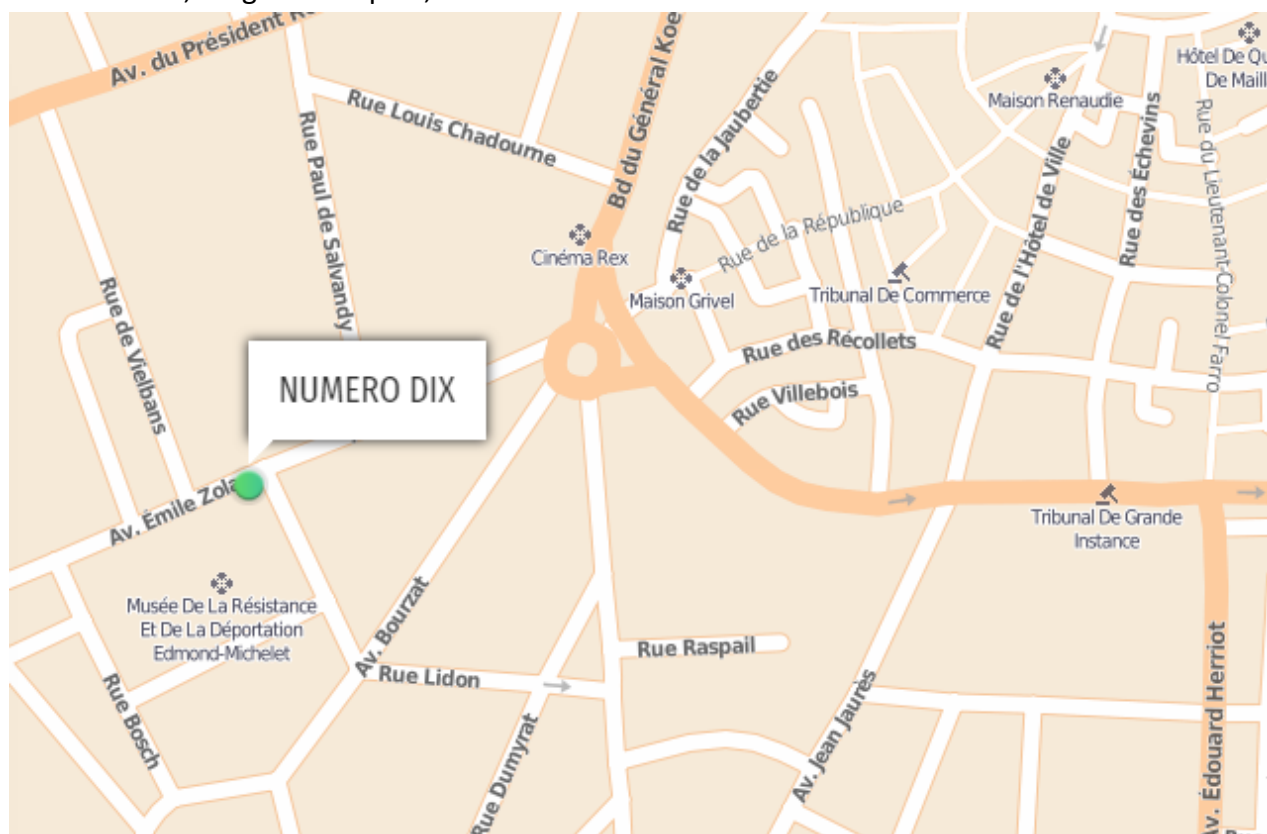 Av. du Président R
Bd du Général Koe
Rue Louis Chadourne
Rue Paul de Salvandy
Rue de la Jaubertie
Maison Renaudie
Hôtel De Qu
De Maill
Rue du Lieutenant-Colonel Farro
Rue des Échevins
Rue de l'Hôtel de Ville
Rue de la République
Cinéma Rex
Maison Grivel
Tribunal De Commerce
Rue de Vielbans
Rue des Récollets
NUMERO DIX
Rue Villebois
Av. Émile Zola
Tribunal De Grande
Instance
Musée De La Résistance
Et De La Déportation
Edmond-Michelet
Av. Bourzat
Rue Raspail
Rue Lidon
Rue Bosch
Rue Dumyrat
Av. Jean Jaurès
Av. Édouard Herriot